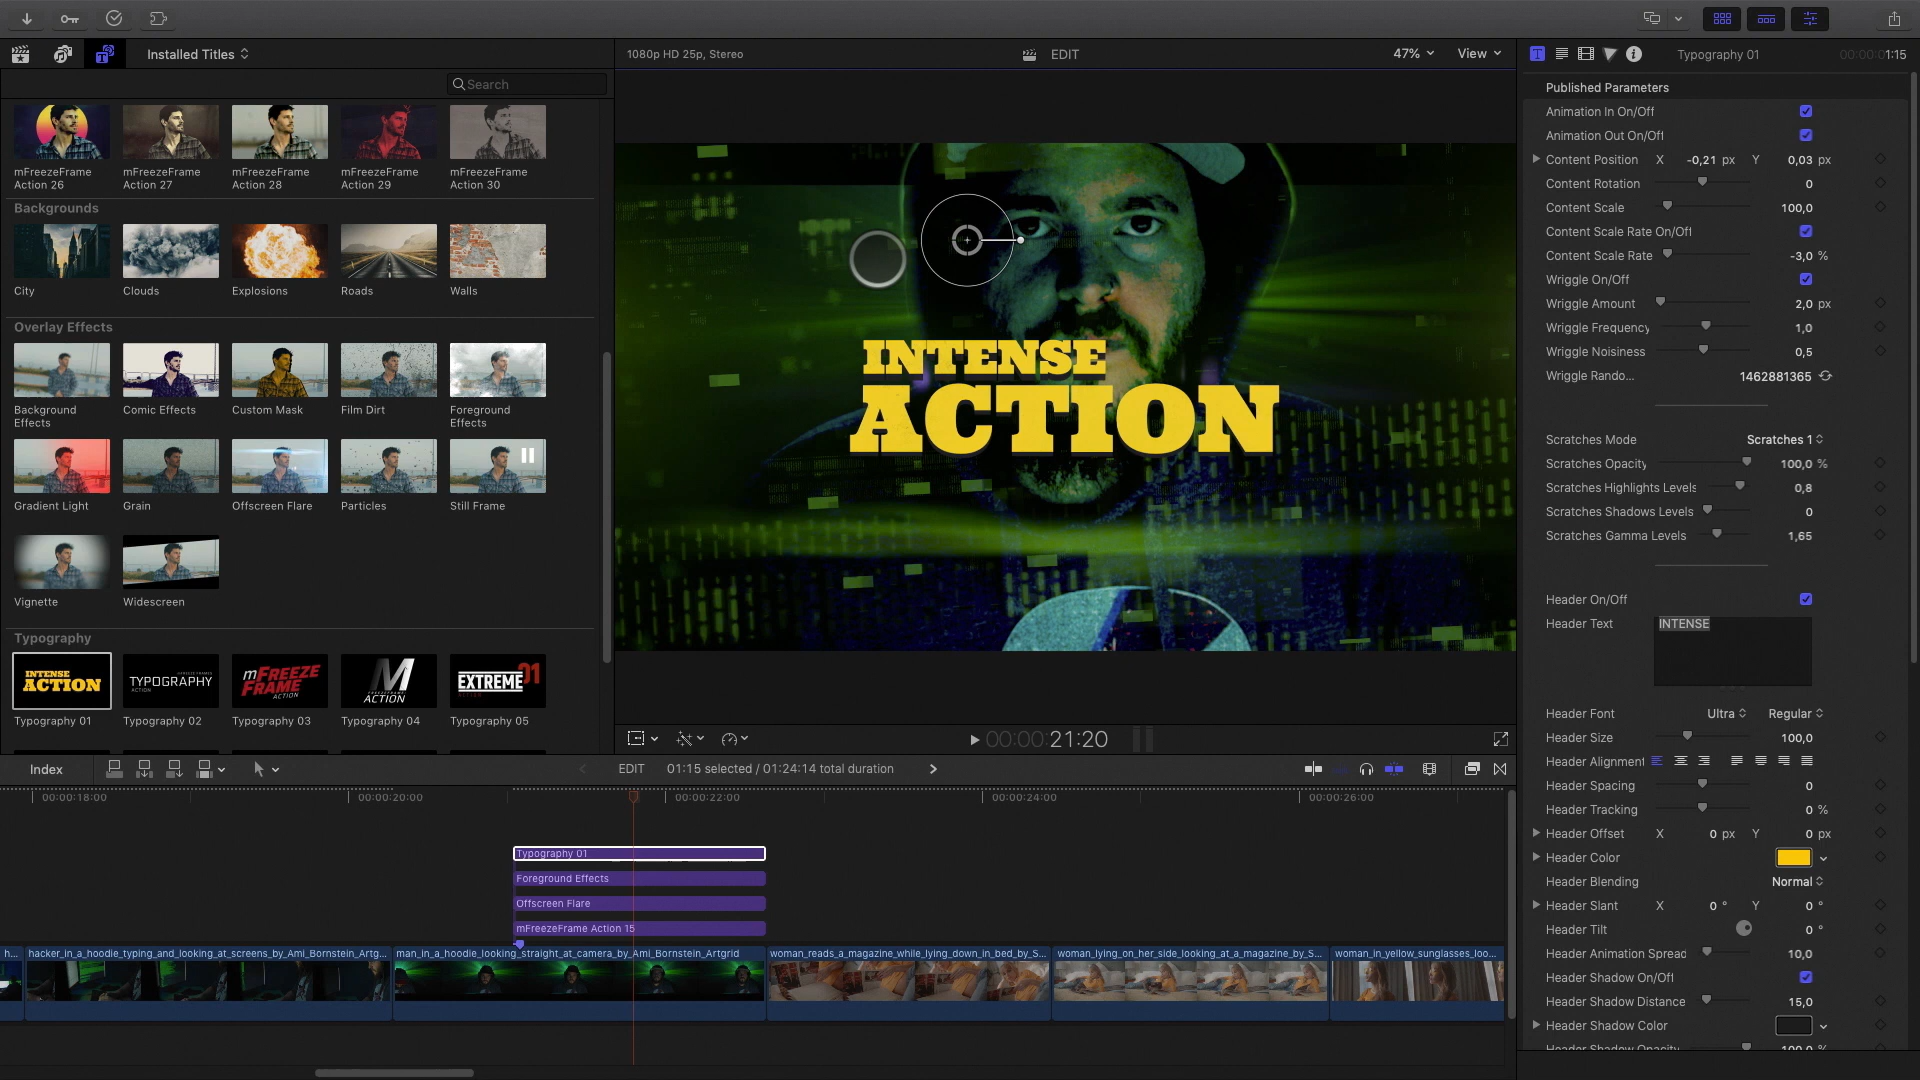 Installed Titles
Search
mFreezeFrame Action 26
mFreezeFrame Action 27
mFreezeFrame Action 28
mFreezeFrame Action 29
mFreezeFrame Action 30
Backgrounds
City
Clouds
Explosions
Roads
Walls
Overlay Effects
Background Effects
Comic Effects
Custom Mask
Film Dirt
Foreground Effects
Gradient Light
Grain
Offscreen Flare
Particles
Still Frame
Vignette
Widescreen
Typography
INTENSE
ACTION
TYPOGRAPHY
ACTION
mFREEZE
FRAME
ACTION
M
FREEZEFRAME
ACTION
EXTREME 01
Typography 01
Typography 02
Typography 03
Typography 04
Typography 05
1080p HD 25p, Stereo
EDIT
47%
View
INTENSE
ACTION
00:00:00:21:20
Typography 01
00:00:01:15
Published Parameters
Animation In On/Off
Animation Out On/Off
Content Position X -0,21 px Y 0,03 px
Content Rotation 0
Content Scale 100,0
Content Scale Rate On/Off
Content Scale Rate -3,0 %
Wriggle On/Off
Wriggle Amount 2,0 px
Wriggle Frequency 1,0
Wriggle Noisiness 0,5
Wriggle Rando... 1462881365
Scratches Mode Scratches 1
Scratches Opacity 100,0 %
Scratches Highlights Levels 0,8
Scratches Shadows Levels 0
Scratches Gamma Levels 1,65
Header On/Off
Header Text INTENSE
Header Font Ultra Regular
Header Size 100,0
Header Alignment
Header Spacing 0
Header Tracking 0 %
Header Offset X 0 px Y 0 px
Header Color
Header Blending Normal
Header Slant X 0 ° Y 0 °
Header Tilt 0 °
Header Animation Spread 10,0
Header Shadow On/Off
Header Shadow Distance 15,0
Header Shadow Color
Header Shadow Opacity 100,0 %
Index
EDIT
01:15 selected / 01:24:14 total duration
00:00:18:00
00:00:20:00
00:00:22:00
00:00:24:00
00:00:26:00
Typography 01
Foreground Effects
Offscreen Flare
mFreezeFrame Action 15
h...
hacker_in_a_hoodie_typing_and_looking_at_screens_by_Ami_Bornstein_Artg...
man_in_a_hoodie_looking_straight_at_camera_by_Ami_Bornstein_Artgrid
woman_reads_a_magazine_while_lying_down_in_bed_by_S...
woman_lying_on_her_side_looking_at_a_magazine_by_S...
woman_in_yellow_sunglasses_loo...